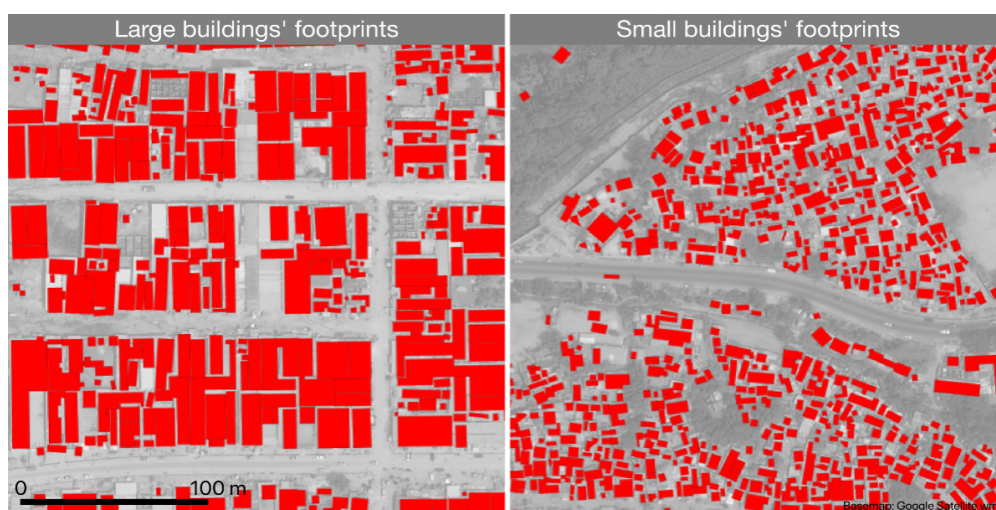 Large buildings' footprints
Small buildings' footprints
0 100 m
Basemap: Google Satellite